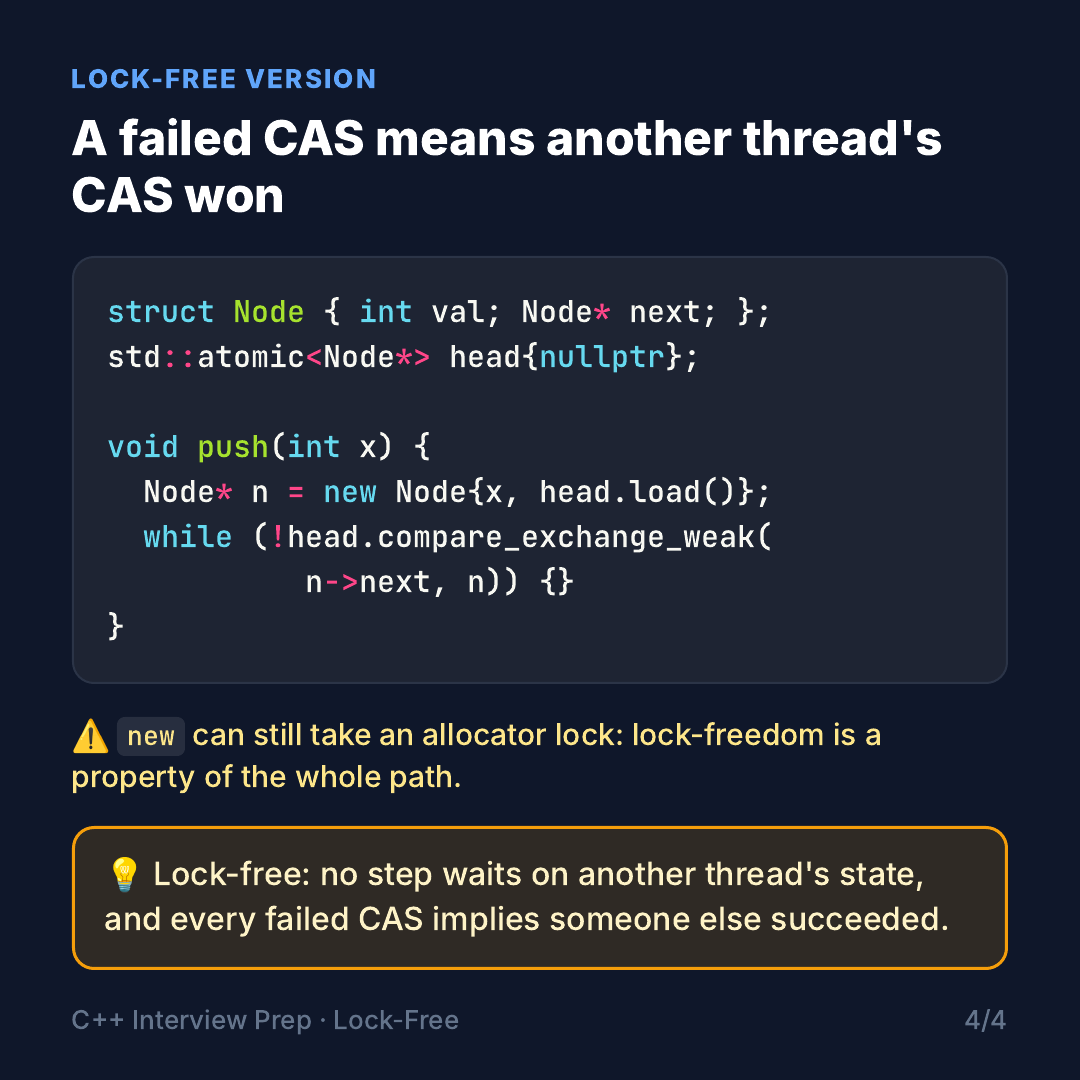 LOCK-FREE VERSION
A failed CAS means another thread's
CAS won
struct Node { int val; Node* next; };
std::atomic<Node*> head{nullptr};

void push(int x) {
  Node* n = new Node{x, head.load()};
  while (!head.compare_exchange_weak(
           n->next, n)) {}
}
⚠️ new can still take an allocator lock: lock-freedom is a
property of the whole path.
💡 Lock-free: no step waits on another thread's state,
and every failed CAS implies someone else succeeded.
C++ Interview Prep · Lock-Free
4/4